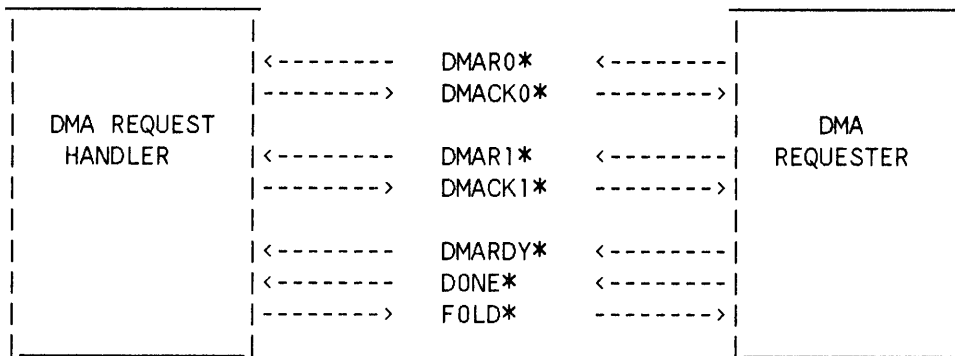 DMAR0*
DMACK0*
DMA REQUEST DMA
HANDLER DMAR1* REQUESTER
DMACK1*
DMARDY*
DONE*
FOLD*